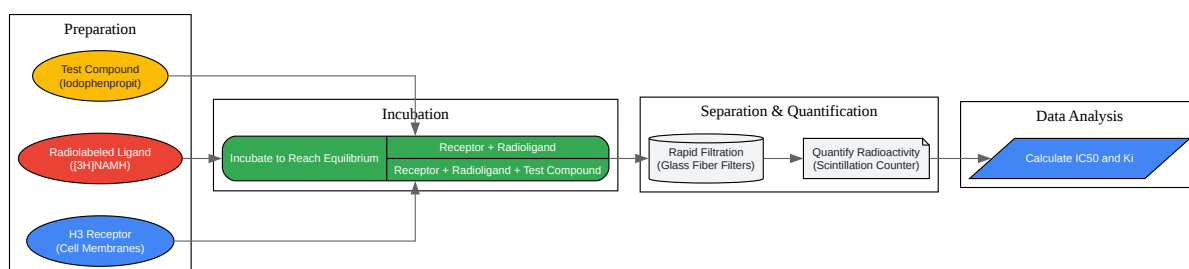 Preparation
Test Compound
(Iodophenpropit)
Radiolabeled Ligand
([3H]NAMH)
H3 Receptor
(Cell Membranes)
Incubation
Incubate to Reach Equilibrium
Receptor + Radioligand
Receptor + Radioligand + Test Compound
Separation & Quantification
Rapid Filtration
(Glass Fiber Filters)
Quantify Radioactivity
(Scintillation Counter)
Data Analysis
Calculate IC50 and Ki